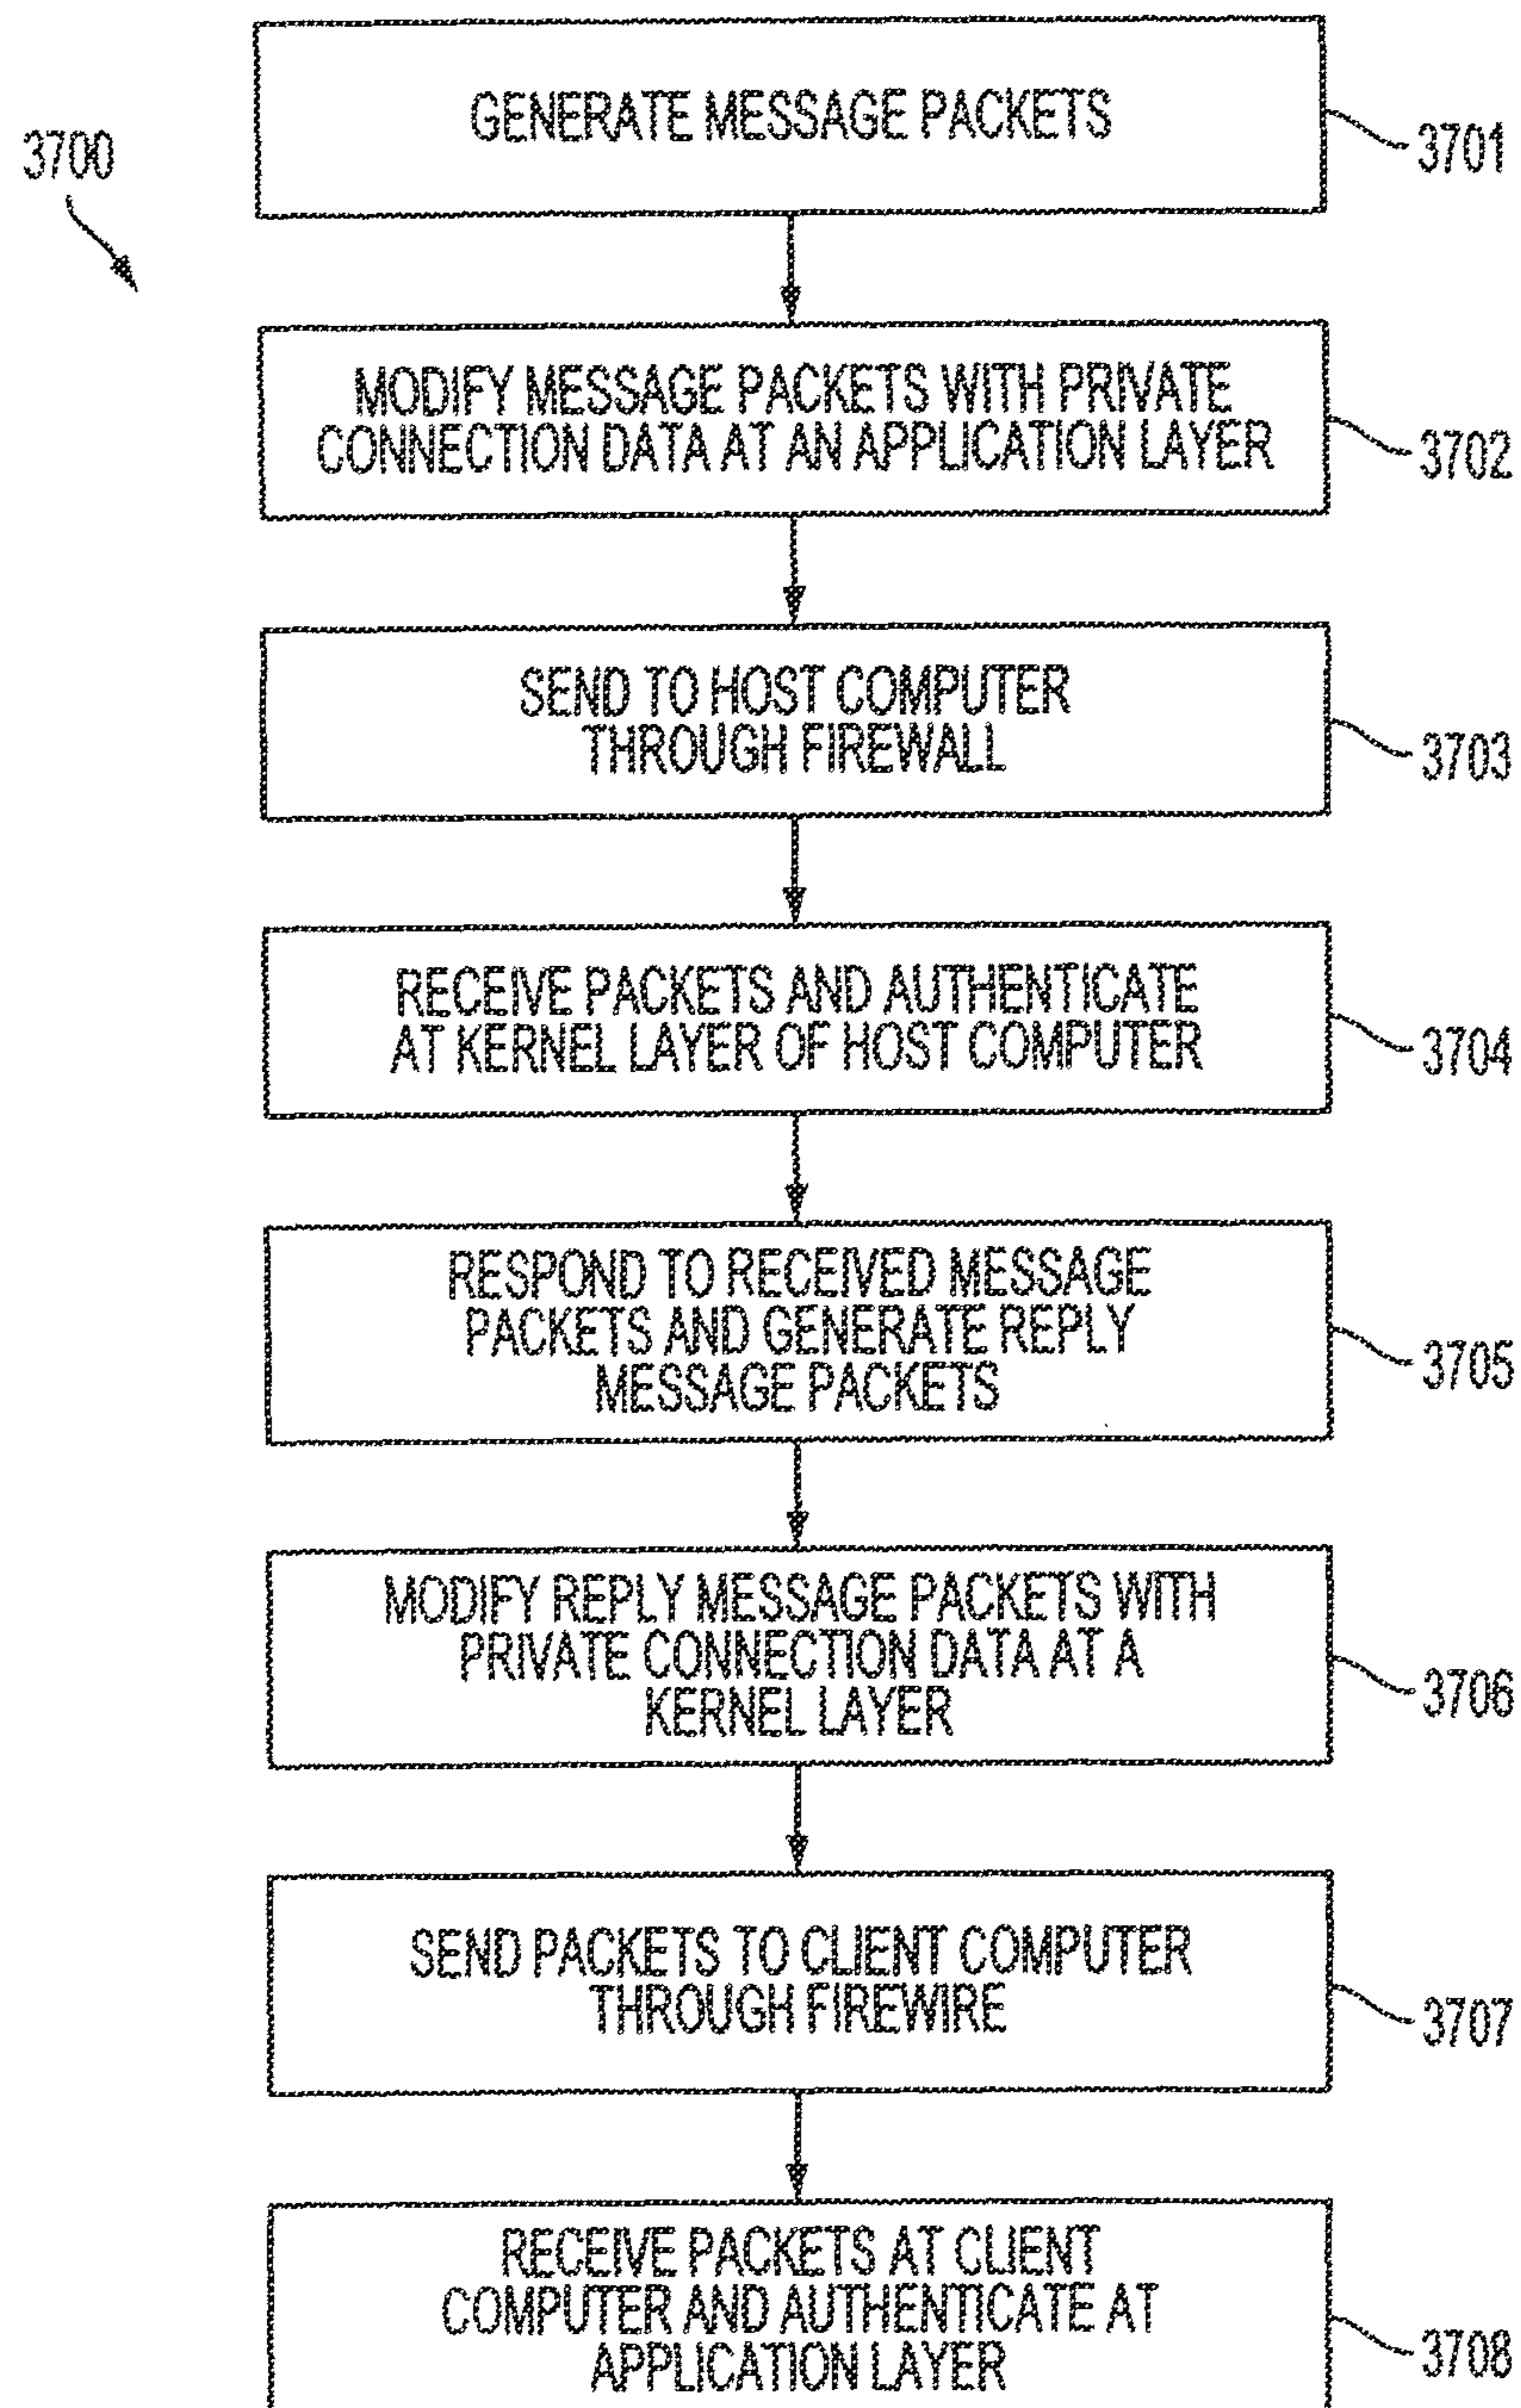 3700
GENERATE MESSAGE PACKETS
3701
MODIFY MESSAGE PACKETS WITH PRIVATE
CONNECTION DATA AT AN APPLICATION LAYER
3702
SEND TO HOST COMPUTER
THROUGH FIREWALL
3703
RECEIVE PACKETS AND AUTHENTICATE
AT KERNEL LAYER OF HOST COMPUTER
3704
RESPOND TO RECEIVED MESSAGE
PACKETS AND GENERATE REPLY
MESSAGE PACKETS
3705
MODIFY REPLY MESSAGE PACKETS WITH
PRIVATE CONNECTION DATA AT A
KERNEL LAYER
3706
SEND PACKETS TO CLIENT COMPUTER
THROUGH FIREWIRE
3707
RECEIVE PACKETS AT CLIENT
COMPUTER AND AUTHENTICATE AT
APPLICATION LAYER
3708